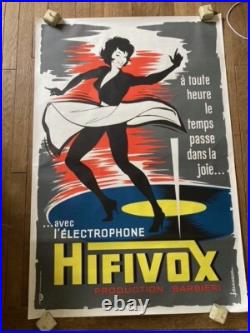 à toute
heure le
temps
passe
dans la
joie...
...avec
l'ÉLECTROPHONE
HIFIVOX
PRODUCTION BARBIERI